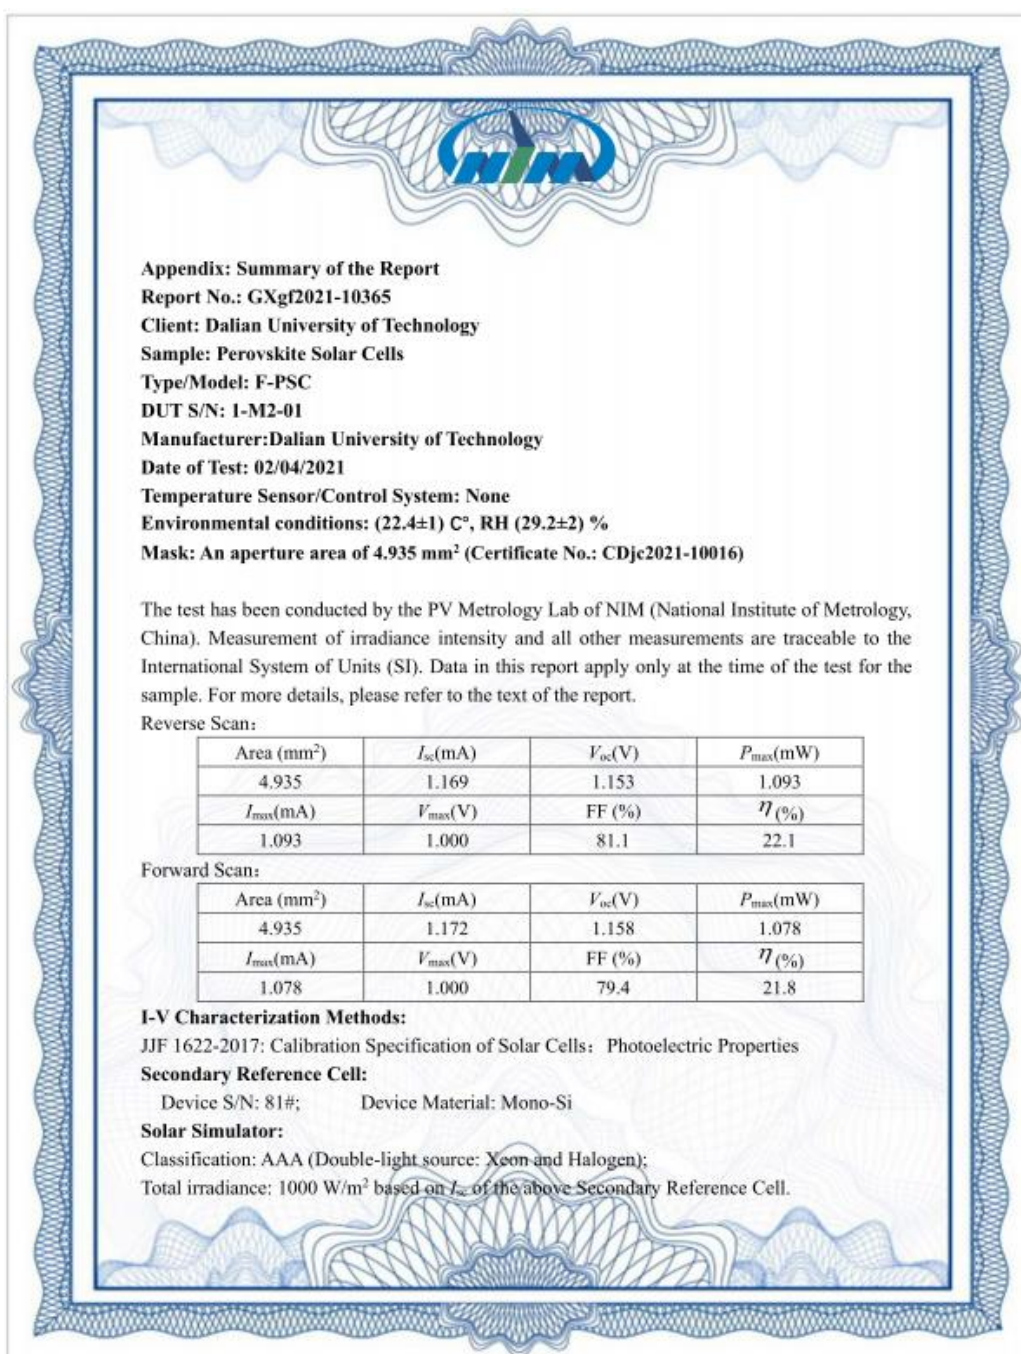 NIM
Appendix: Summary of the Report
Report No.: GXgf2021-10365
Client: Dalian University of Technology
Sample: Perovskite Solar Cells
Type/Model: F-PSC
DUT S/N: 1-M2-01
Manufacturer:Dalian University of Technology
Date of Test: 02/04/2021
Temperature Sensor/Control System: None
Environmental conditions: (22.4±1) C°, RH (29.2±2) %
Mask: An aperture area of 4.935 mm² (Certificate No.: CDjc2021-10016)
The test has been conducted by the PV Metrology Lab of NIM (National Institute of Metrology,
China). Measurement of irradiance intensity and all other measurements are traceable to the
International System of Units (SI). Data in this report apply only at the time of the test for the
sample. For more details, please refer to the text of the report.
Reverse Scan:
Area (mm²) Isc(mA) Voc(V) Pmax(mW)
4.935 1.169 1.153 1.093
Imax(mA) Vmax(V) FF (%) η (%)
1.093 1.000 81.1 22.1
Forward Scan:
Area (mm²) Isc(mA) Voc(V) Pmax(mW)
4.935 1.172 1.158 1.078
Imax(mA) Vmax(V) FF (%) η (%)
1.078 1.000 79.4 21.8
I-V Characterization Methods:
JJF 1622-2017: Calibration Specification of Solar Cells: Photoelectric Properties
Secondary Reference Cell:
Device S/N: 81#; Device Material: Mono-Si
Solar Simulator:
Classification: AAA (Double-light source: Xeon and Halogen);
Total irradiance: 1000 W/m² based on Isc of the above Secondary Reference Cell.